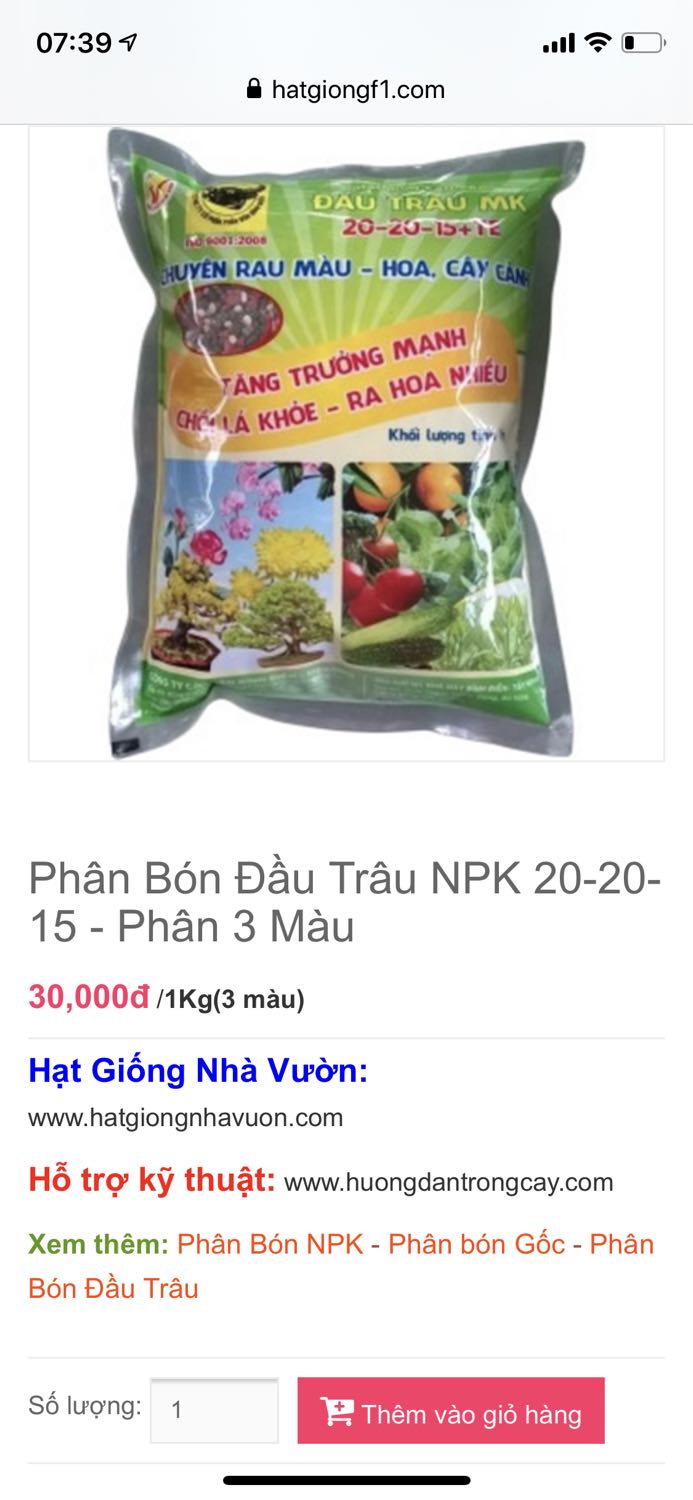 07:39
hatgiongf1.com
ĐẦU TRÂU MK
20-20-15+TE
ISO 9001:2008
CHUYÊN RAU MÀU - HOA, CÂY CẢNH
TĂNG TRƯỞNG MẠNH
CHỒI LÁ KHỎE - RA HOA NHIỀU
Khối lượng tịnh
CÔNG TY
Phân Bón Đầu Trâu NPK 20-20-
15 - Phân 3 Màu
30,000đ /1Kg(3 màu)
Hạt Giống Nhà Vườn:
www.hatgiongnhavuon.com
Hỗ trợ kỹ thuật: www.huongdantrongcay.com
Xem thêm: Phân Bón NPK - Phân bón Gốc - Phân
Bón Đầu Trâu
Số lượng: 1 Thêm vào giỏ hàng